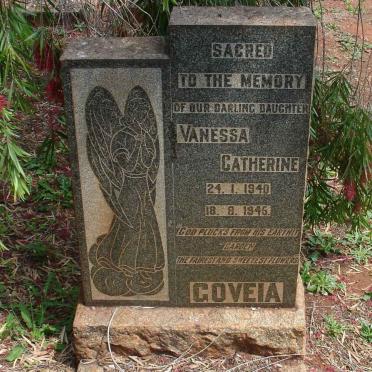 SACRED
TO THE MEMORY
OF OUR DARLING DAUGHTER
VANESSA
CATHERINE
24. 1. 1940
18. 8. 1945.
"GOD PLUCKS FROM HIS EARTHLY
GARDEN
THE FAIREST AND SWEETEST FLOWERS"
GOVEIA